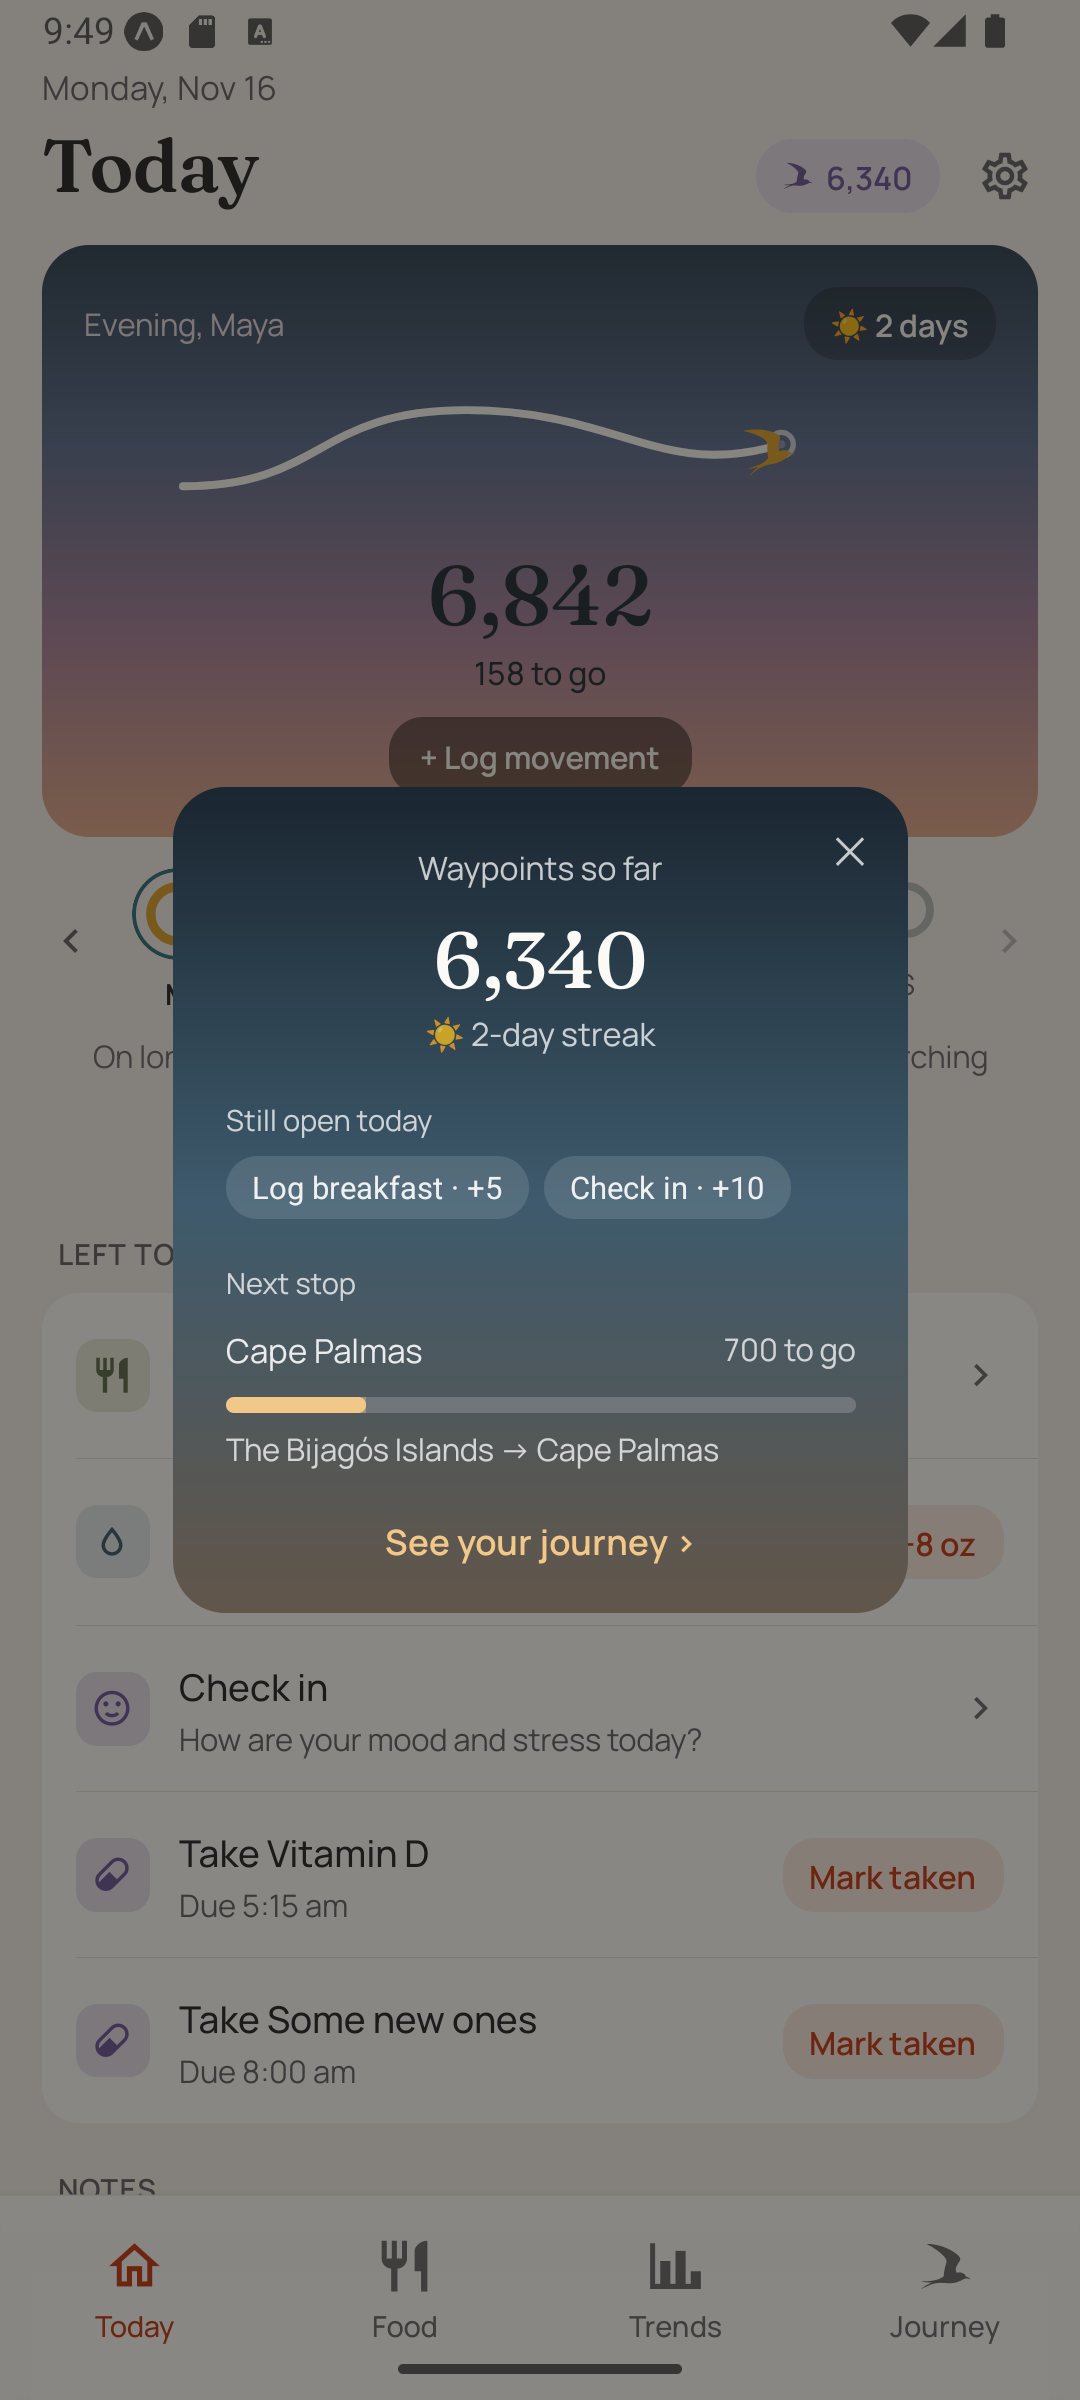 9:49
Monday, Nov 16
Today
6,340
Evening, Maya
☀️ 2 days
6,842
158 to go
+ Log movement
Waypoints so far
6,340
☀️ 2-day streak
Still open today
Log breakfast · +5
Check in · +10
Next stop
Cape Palmas
700 to go
The Bijagós Islands → Cape Palmas
See your journey ›
On
LEFT TO
8 oz
Check in
How are your mood and stress today?
Take Vitamin D
Due 5:15 am
Mark taken
Take Some new ones
Due 8:00 am
Mark taken
NOTES
Today
Food
Trends
Journey